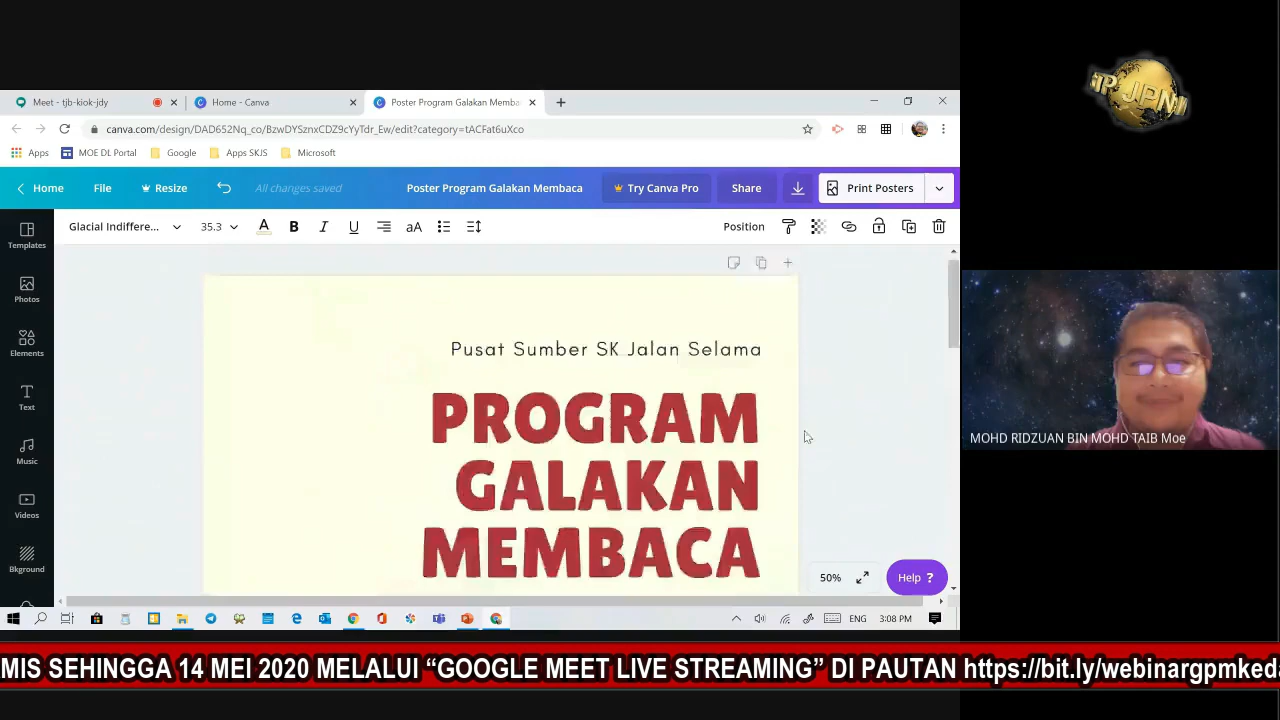 Meet - tjb-kiok-jdy
Home - Canva
Poster Program Galakan Memba
canva.com/design/DAD652Nq_co/BzwDYSznxCDZ9cYyTdr_Ew/edit?category=tACFat6uXco
Apps MOE DL Portal Google Apps SKJS Microsoft
Home File Resize All changes saved Poster Program Galakan Membaca Try Canva Pro Share Print Posters
Glacial Indiffere... 35.3 A B I U aA Position
Templates
Photos
Elements
Text
Music
Videos
Bkground
Pusat Sumber SK Jalan Selama
PROGRAM
GALAKAN
MEMBACA
50% Help ?
ENG 3:08 PM
JPN
MOHD RIDZUAN BIN MOHD TAIB Moe
MIS SEHINGGA 14 MEI 2020 MELALUI “GOOGLE MEET LIVE STREAMING” DI PAUTAN https://bit.ly/webinargpmkeda